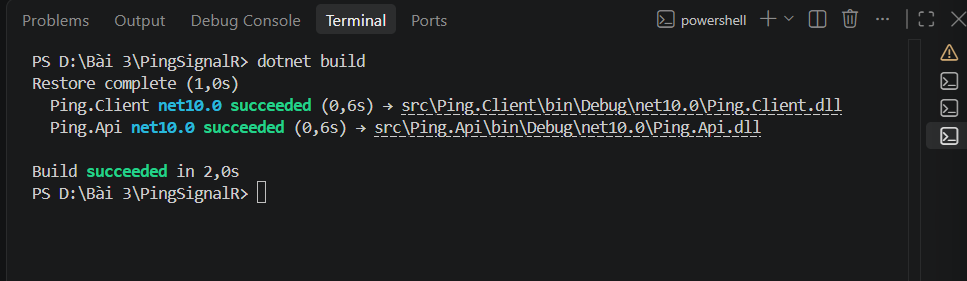 Problems Output Debug Console Terminal Ports powershell
PS D:\Bài 3\PingSignalR> dotnet build
Restore complete (1,0s)
Ping.Client net10.0 succeeded (0,6s) → src\Ping.Client\bin\Debug\net10.0\Ping.Client.dll
Ping.Api net10.0 succeeded (0,6s) → src\Ping.Api\bin\Debug\net10.0\Ping.Api.dll
Build succeeded in 2,0s
PS D:\Bài 3\PingSignalR>